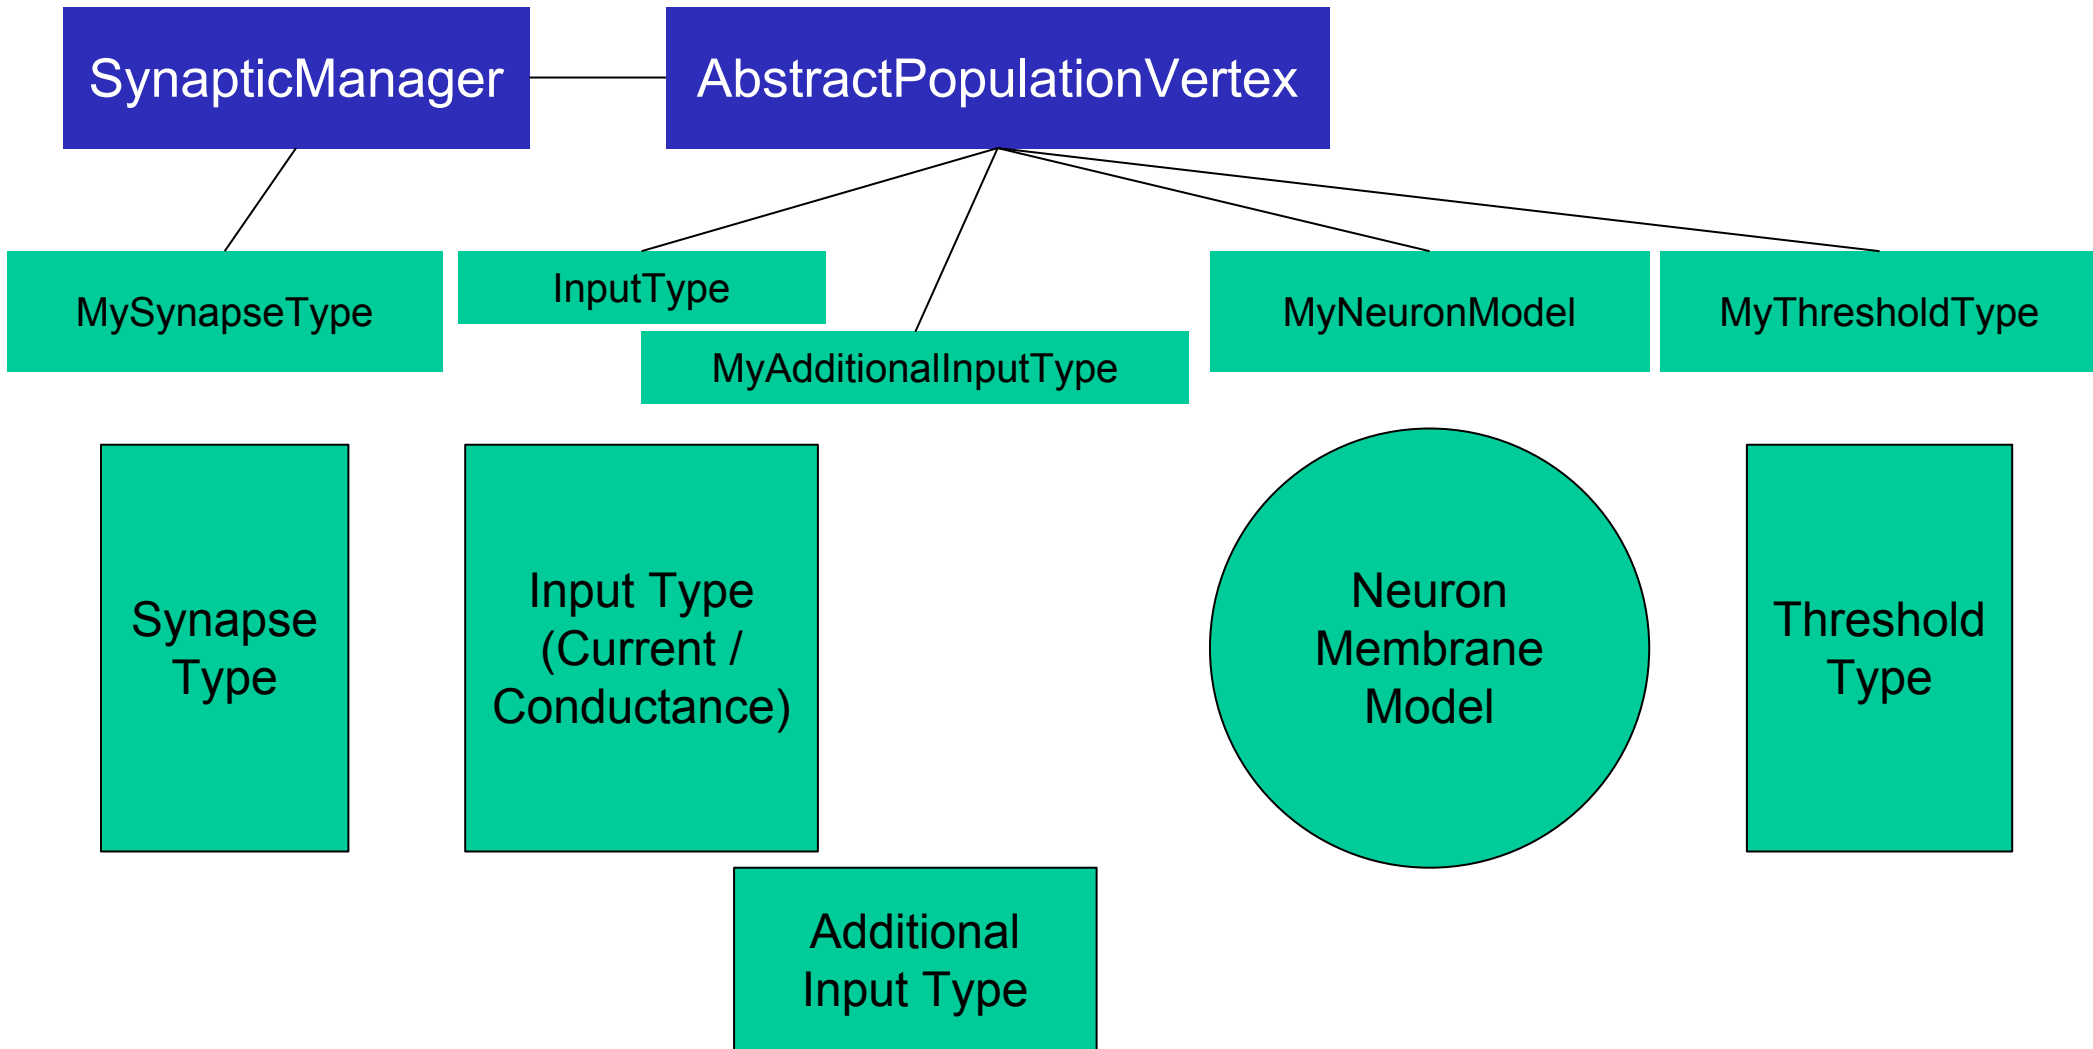 SynapticManager
AbstractPopulationVertex
MySynapseType
InputType
MyAdditionalInputType
MyNeuronModel
MyThresholdType
Synapse
Type
Input Type
(Current /
Conductance)
Neuron
Membrane
Model
Threshold
Type
Additional
Input Type